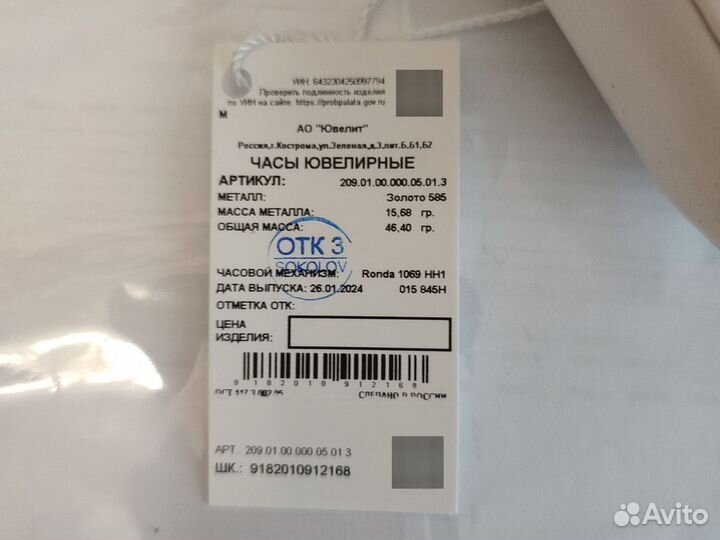 УИН: 6432304250997794
Проверить подлинность изделия
по УИН на сайте: https://probpalata.gov.ru
М
АО "Ювелит"
Россия,г.Кострома,ул.Зеленая,д.3,лит.Б,Б1,Б2
ЧАСЫ ЮВЕЛИРНЫЕ
АРТИКУЛ: 209.01.00.000.05.01.3
МЕТАЛЛ: Золото 585
МАССА МЕТАЛЛА: 15,68 гр.
ОБЩАЯ МАССА: 46,40 гр.
ОТК 3
SOKOLOV
ЧАСОВОЙ МЕХАНИЗМ: Ronda 1069 HH1
ДАТА ВЫПУСКА: 26.01.2024 015 845Н
ОТМЕТКА ОТК:
ЦЕНА
ИЗДЕЛИЯ:
9182010912168
СДЕЛАНО В РОССИИ
АРТ.: 209.01.00.000.05.01.3
ШК.: 9182010912168
Avito